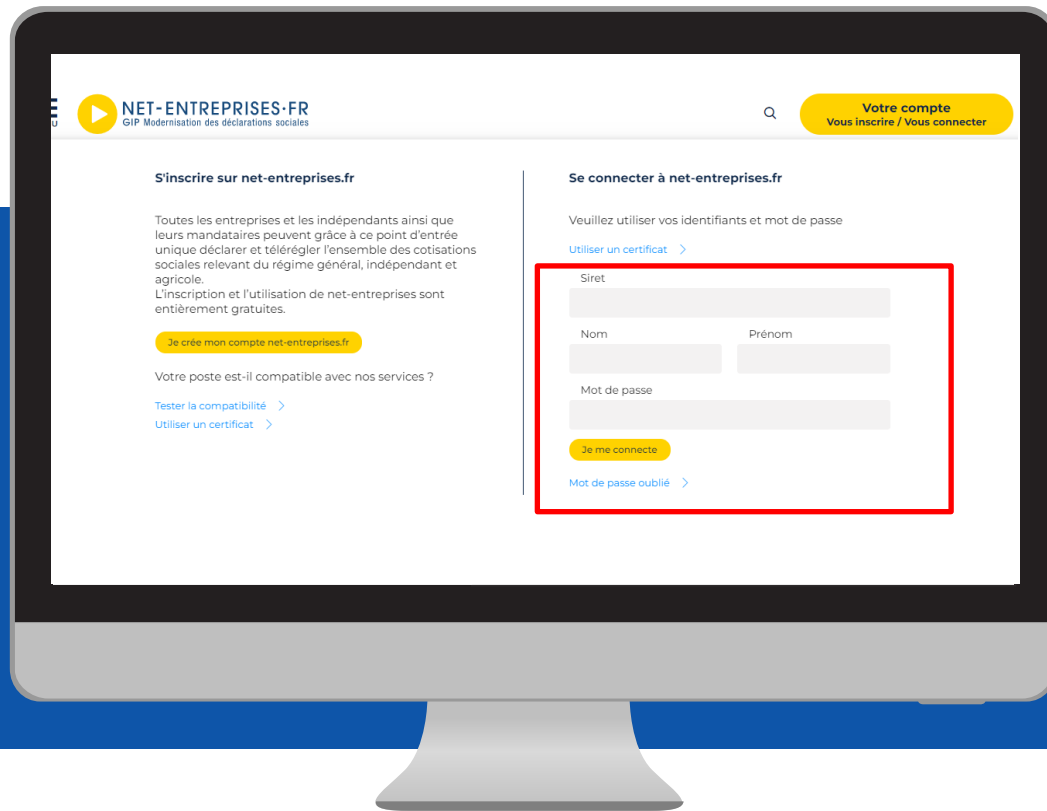 U
NET-ENTREPRISES·FR
GIP Modernisation des déclarations sociales
Votre compte
Vous inscrire / Vous connecter
S'inscrire sur net-entreprises.fr
Toutes les entreprises et les indépendants ainsi que
leurs mandataires peuvent grâce à ce point d'entrée
unique déclarer et télérégler l'ensemble des cotisations
sociales relevant du régime général, indépendant et
agricole.
L'inscription et l'utilisation de net-entreprises sont
entièrement gratuites.
Je crée mon compte net-entreprises.fr
Votre poste est-il compatible avec nos services ?
Tester la compatibilité
Utiliser un certificat
Se connecter à net-entreprises.fr
Veuillez utiliser vos identifiants et mot de passe
Utiliser un certificat
Siret
Nom
Prénom
Mot de passe
Je me connecte
Mot de passe oublié